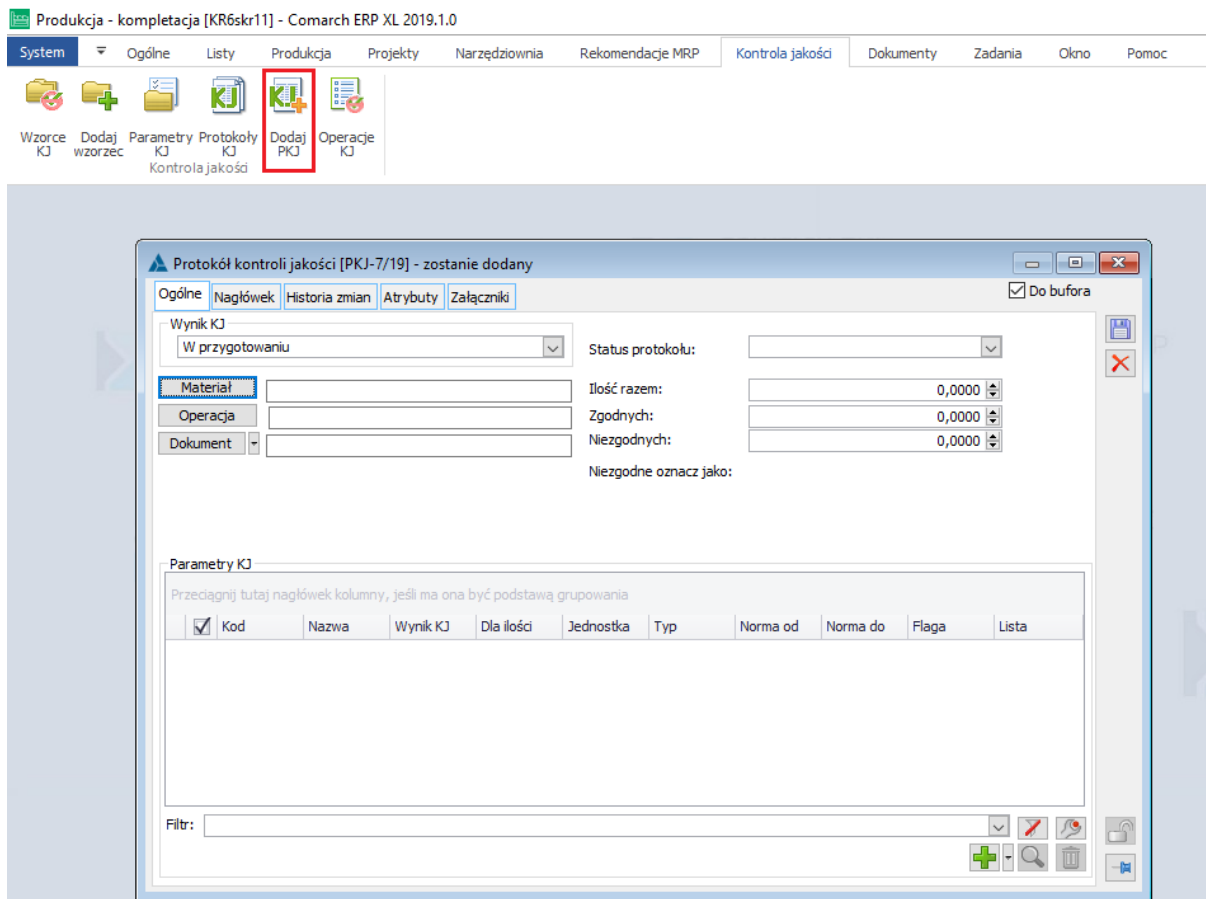 Produkcja - kompletacja [KR6skr11] - Comarch ERP XL 2019.1.0
System Ogólne Listy Produkcja Projekty Narzędziownia Rekomendacje MRP Kontrola jakości Dokumenty Zadania Okno Pomoc
KJ KJ
Wzorce Dodaj Parametry Protokoły Dodaj Operacje
KJ wzorzec KJ KJ PKJ KJ
Kontrola jakości
Protokół kontroli jakości [PKJ-7/19] - zostanie dodany
Ogólne Nagłówek Historia zmian Atrybuty Załączniki Do bufora
Wynik KJ
W przygotowaniu Status protokołu:
Materiał Ilość razem: 0,0000
Operacja Zgodnych: 0,0000
Dokument Niezgodnych: 0,0000
Niezgodne oznacz jako:
Parametry KJ
Przeciągnij tutaj nagłówek kolumny, jeśli ma ona być podstawą grupowania
Kod Nazwa Wynik KJ Dla ilości Jednostka Typ Norma od Norma do Flaga Lista
Filtr: